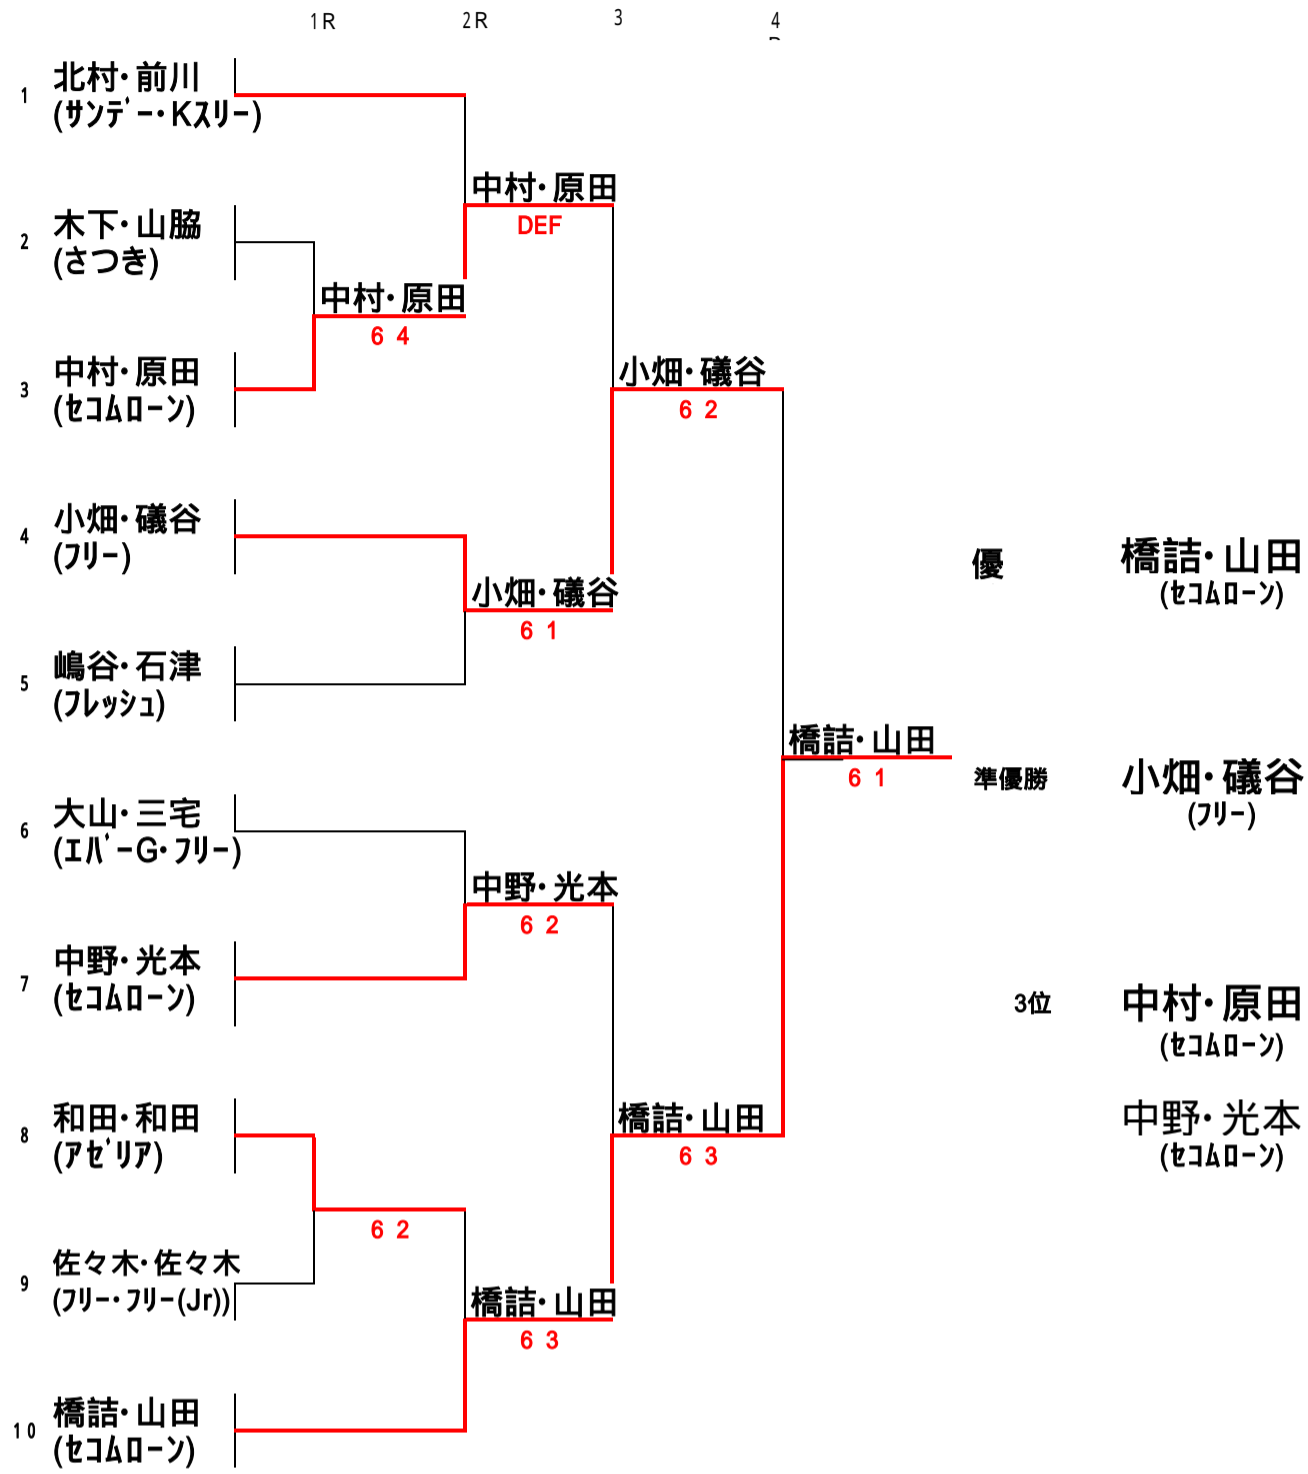 1R 2R 3 4
1 北村・前川
(ｻﾝﾃﾞｰ・Kｽﾘｰ)
中村・原田
DEF
2 木下・山脇
(さつき)
中村・原田
6 4
3 中村・原田
(ｾｺﾑﾛｰﾝ)
小畑・礒谷
6 2
4 小畑・礒谷
(ﾌﾘｰ)
小畑・礒谷
6 1
5 嶋谷・石津
(ﾌﾚｯｼｭ)
橋詰・山田
6 1
6 大山・三宅
(ｴﾊﾞｰG・ﾌﾘｰ)
中野・光本
6 2
7 中野・光本
(ｾｺﾑﾛｰﾝ)
橋詰・山田
6 3
8 和田・和田
(ｱｾﾞﾘｱ)
6 2
9 佐々木・佐々木
(ﾌﾘｰ・ﾌﾘｰ(Jr))
橋詰・山田
6 3
10 橋詰・山田
(ｾｺﾑﾛｰﾝ)
優 橋詰・山田
(ｾｺﾑﾛｰﾝ)
準優勝 小畑・礒谷
(ﾌﾘｰ)
3位 中村・原田
(ｾｺﾑﾛｰﾝ)
中野・光本
(ｾｺﾑﾛｰﾝ)